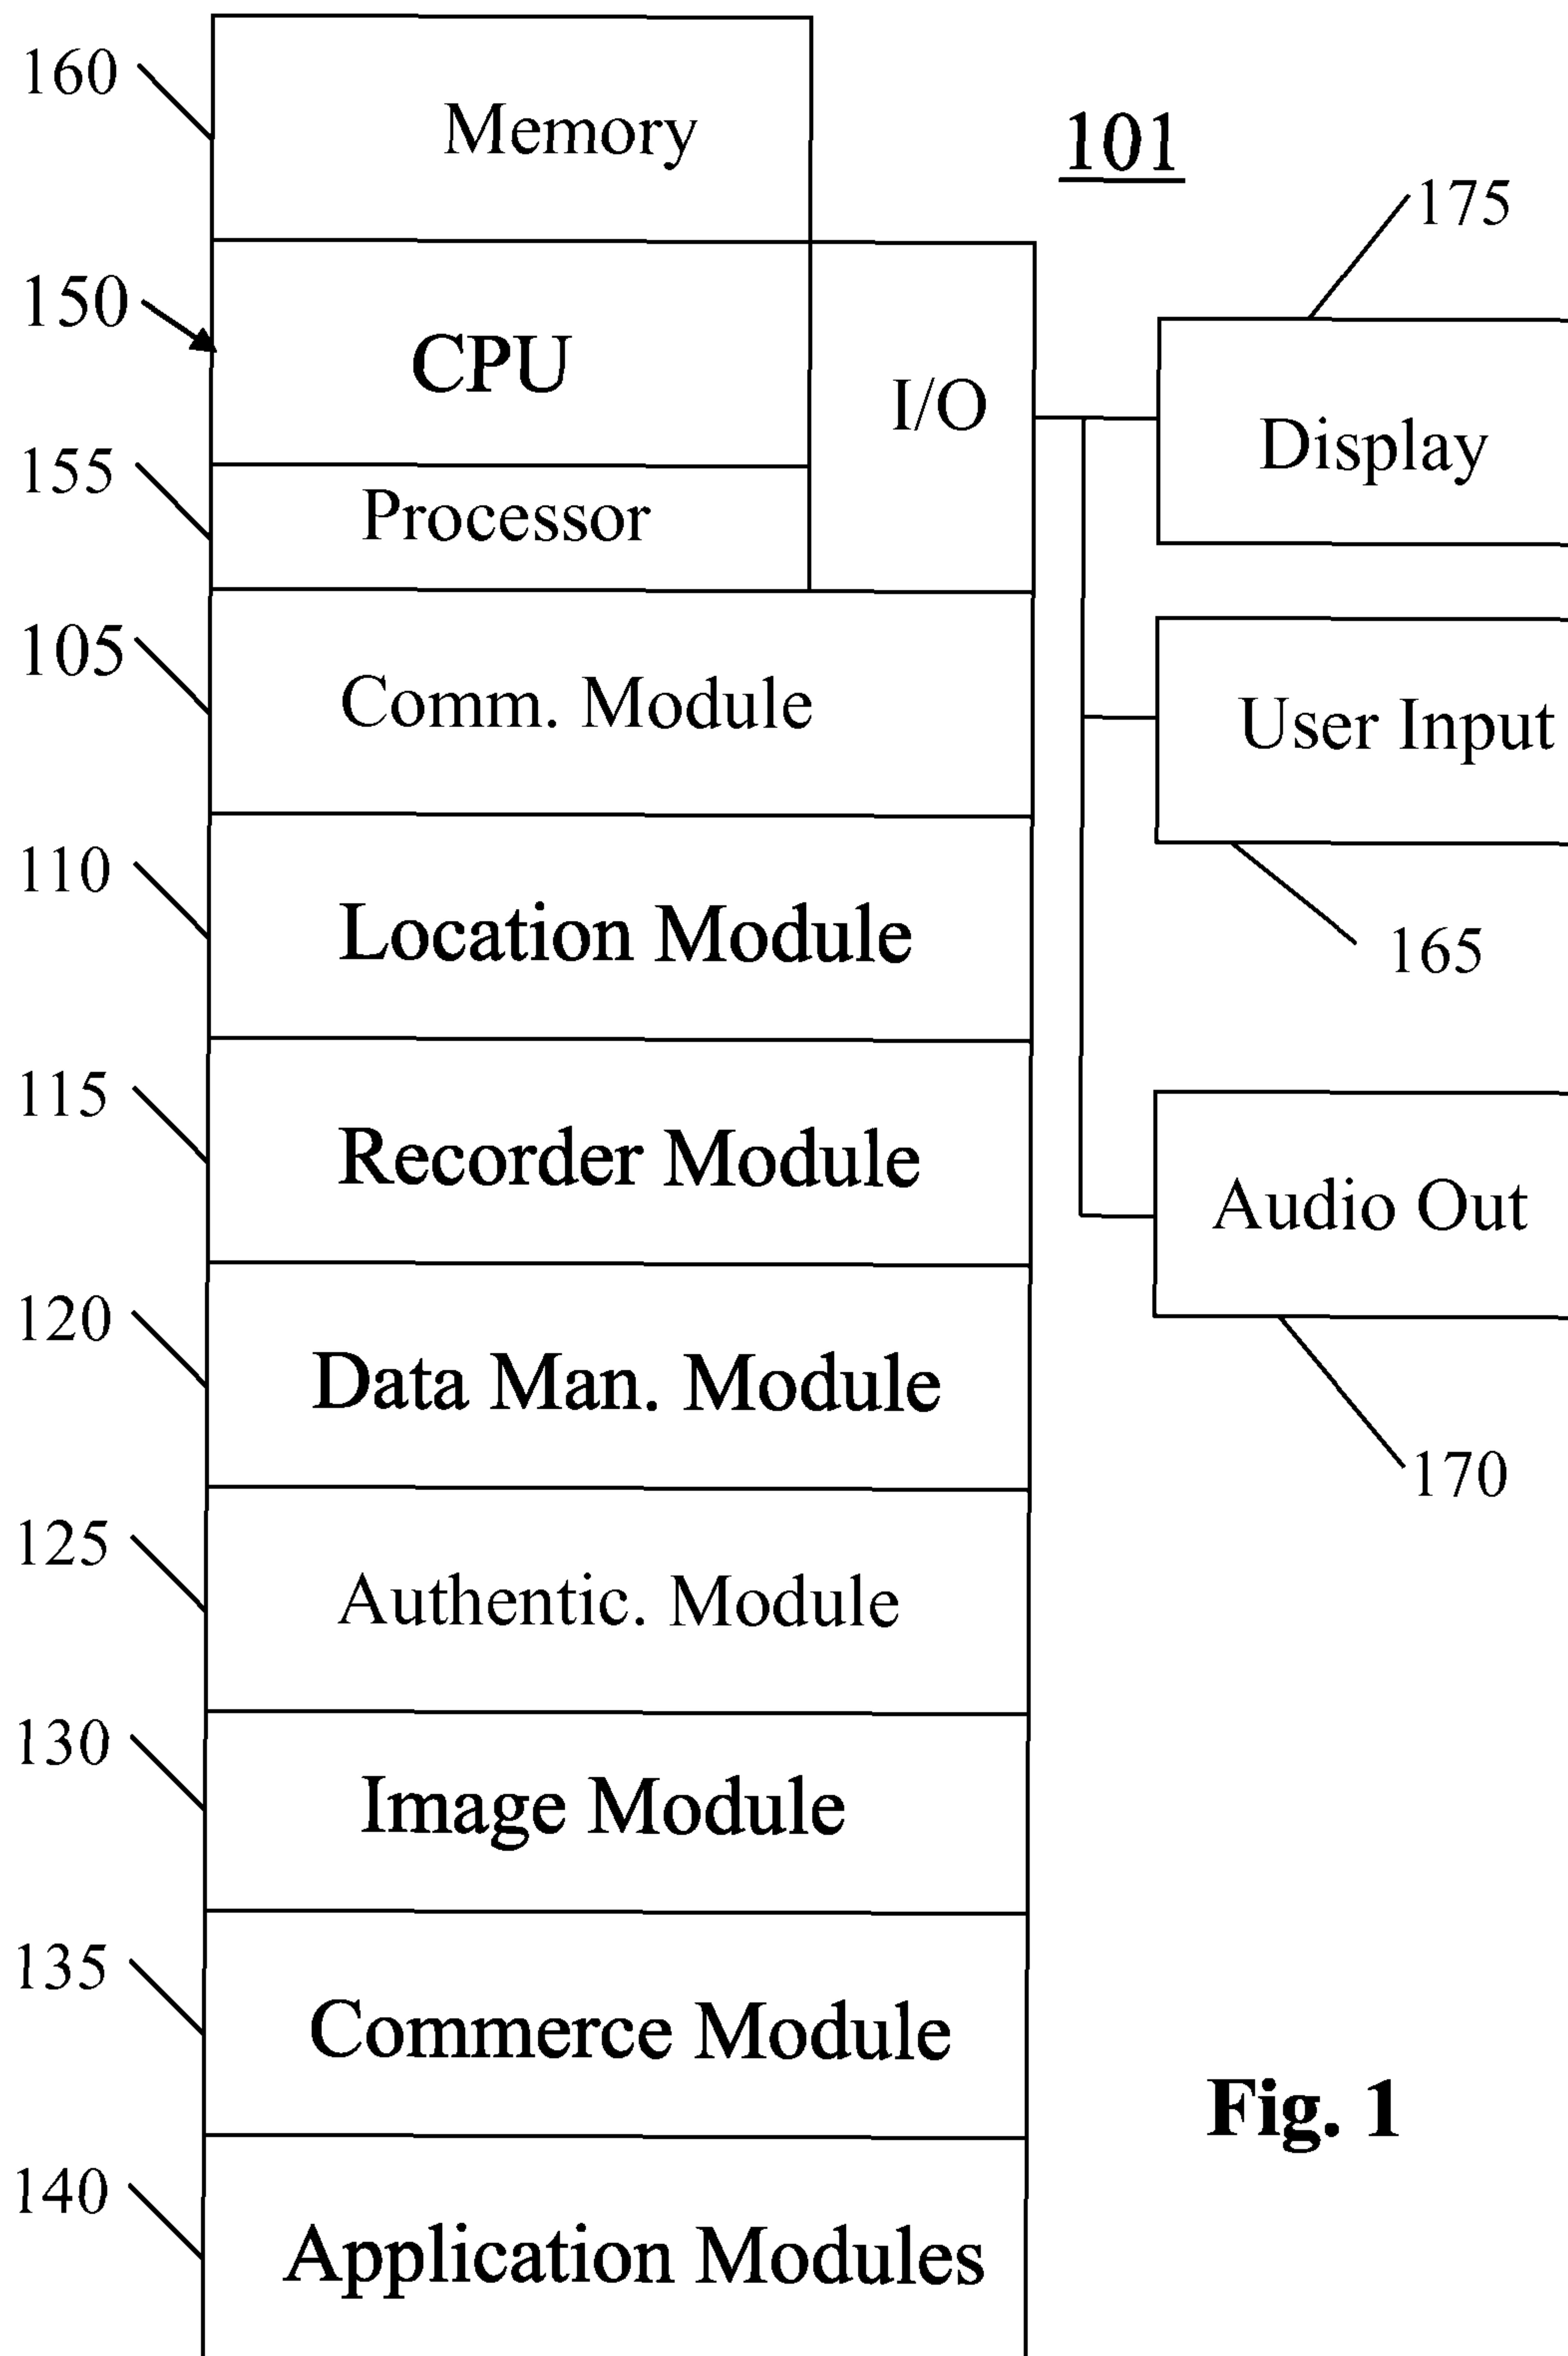 160
Memory
101
175
150
CPU
I/O
Display
155
Processor
105
Comm. Module
User Input
110
Location Module
165
115
Recorder Module
Audio Out
120
Data Man. Module
170
125
Authentic. Module
130
Image Module
135
Commerce Module
Fig. 1
140
Application Modules